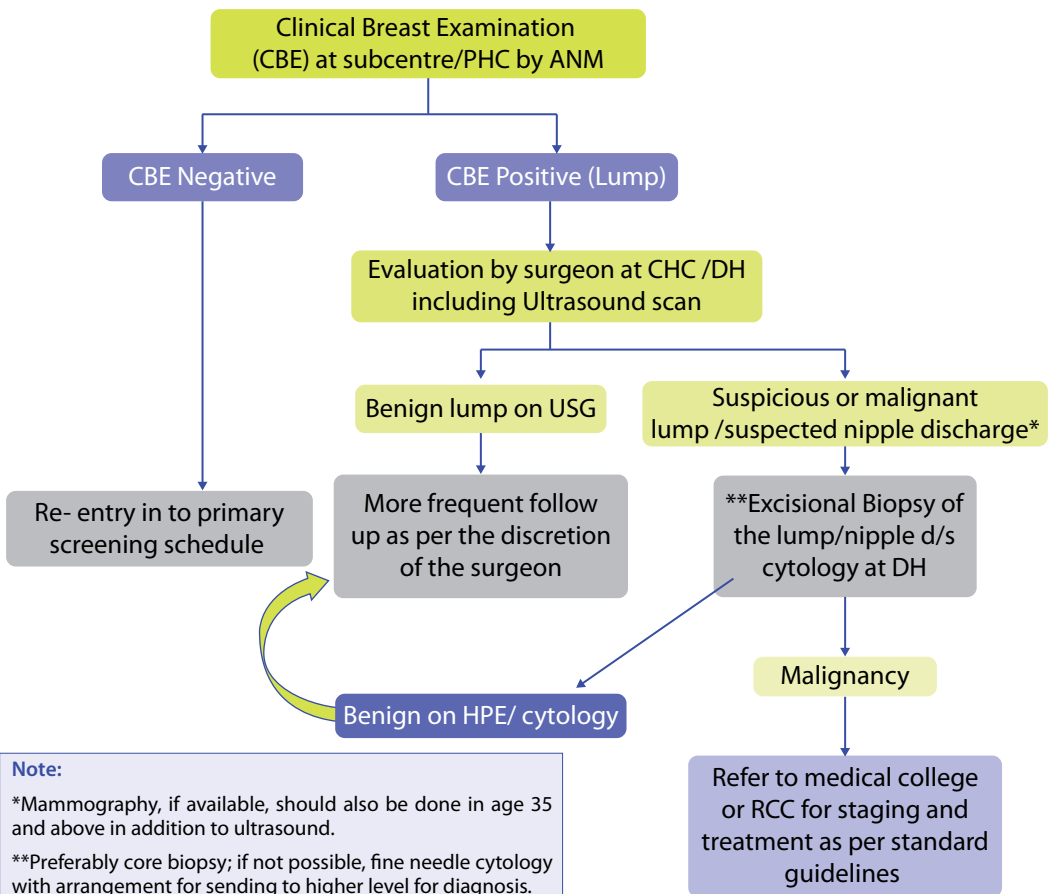 Clinical Breast Examination
(CBE) at subcentre/PHC by ANM
CBE Negative
CBE Positive (Lump)
Evaluation by surgeon at CHC /DH
including Ultrasound scan
Benign lump on USG
Suspicious or malignant
lump /suspected nipple discharge*
Re- entry in to primary
screening schedule
More frequent follow
up as per the discretion
of the surgeon
**Excisional Biopsy of
the lump/nipple d/s
cytology at DH
Malignancy
Benign on HPE/ cytology
Refer to medical college
or RCC for staging and
treatment as per standard
guidelines
Note:
*Mammography, if available, should also be done in age 35
and above in addition to ultrasound.
**Preferably core biopsy; if not possible, fine needle cytology
with arrangement for sending to higher level for diagnosis.